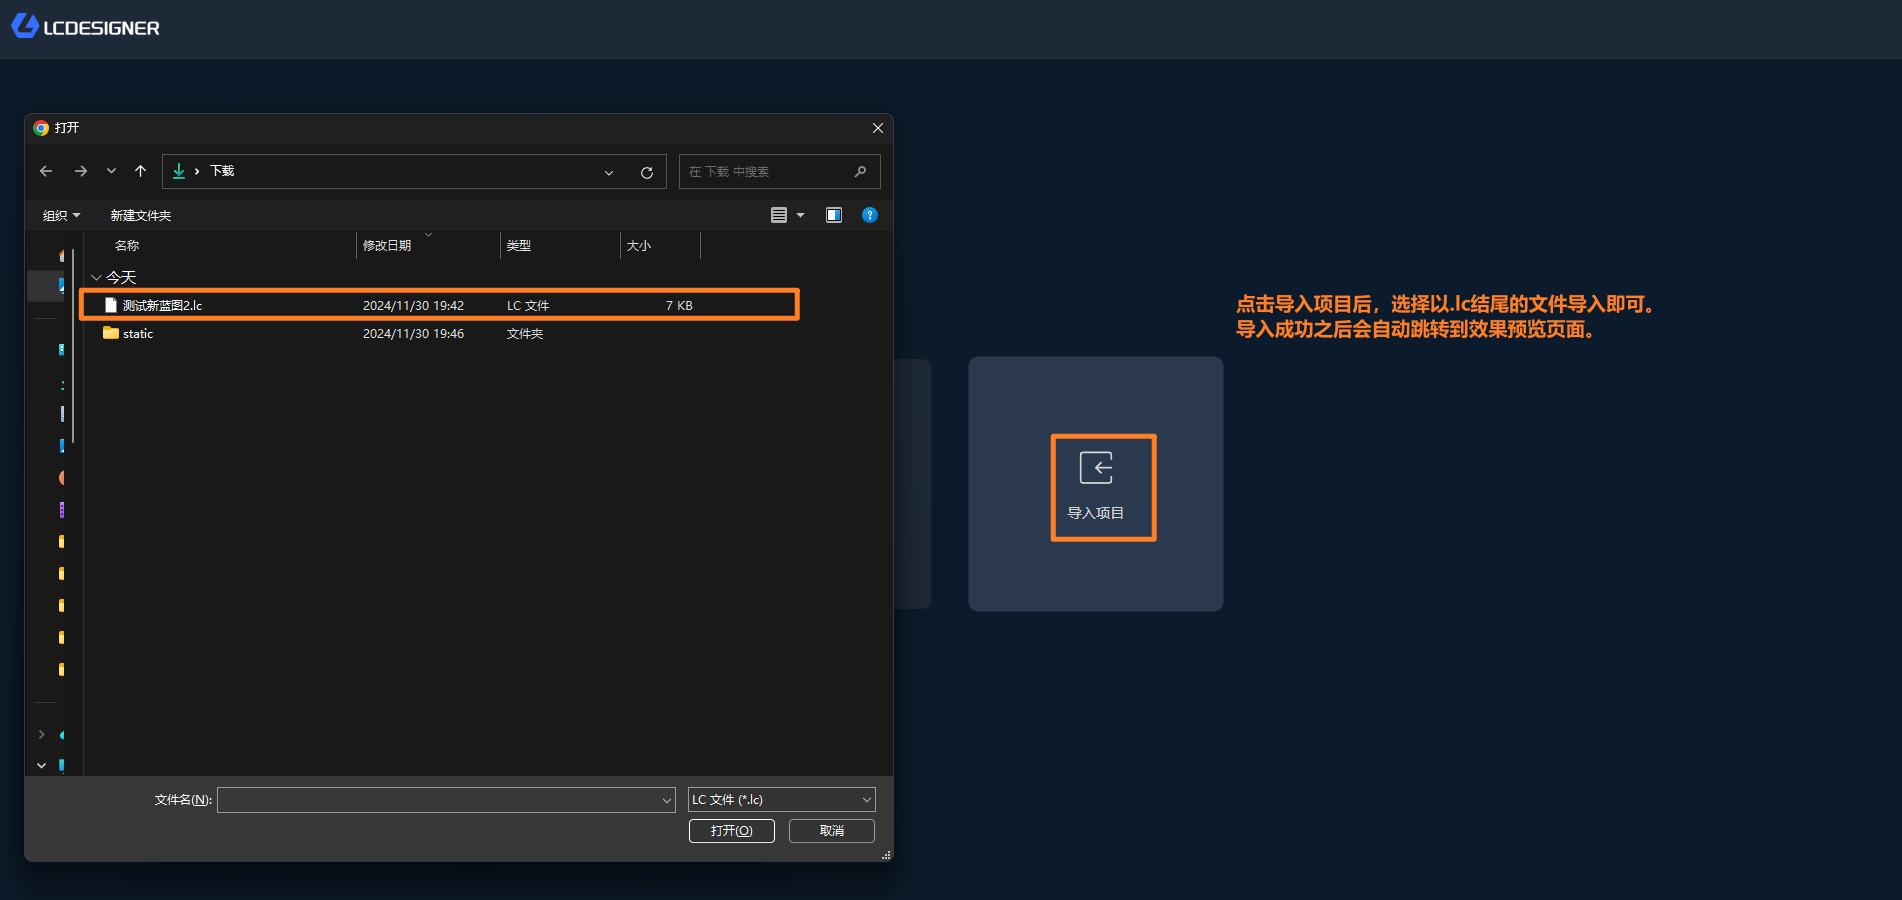 LCDESIGNER
打开
下载
在 下载 中搜索
组织
新建文件夹
名称
修改日期
类型
大小
今天
测试新蓝图2.lc
2024/11/30 19:42
LC 文件
7 KB
static
2024/11/30 19:46
文件夹
点击导入项目后，选择以.lc结尾的文件导入即可。
导入成功之后会自动跳转到效果预览页面。
导入项目
文件名(N):
LC 文件 (*.lc)
打开(O)
取消